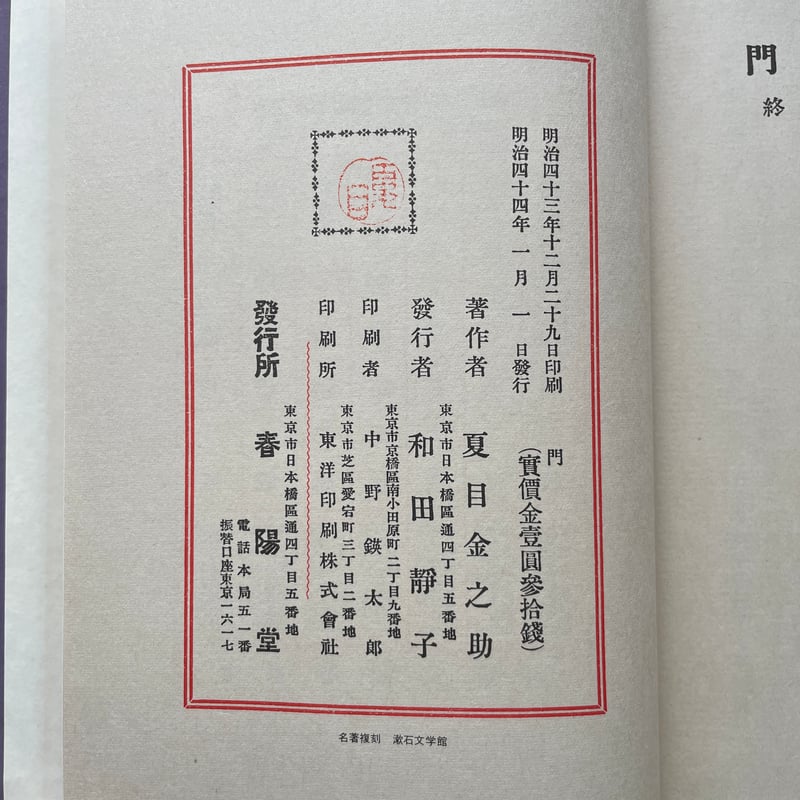 門
終
明治四十三年十二月二十九日印刷
明治四十四年一月一日發行
門
(實價金壹圓參拾錢)
著作者 夏目金之助
東京市日本橋區通四丁目五番地
發行者 和田靜子
東京市京橋區南小田原町二丁目九番地
印刷者 中野鍈太郎
東京市芝區愛宕町三丁目二番地
印刷所 東洋印刷株式會社
東京市日本橋區通四丁目五番地
發行所 春陽堂
電話本局五一番
振替口座東京一六一七
名著複刻 漱石文学館